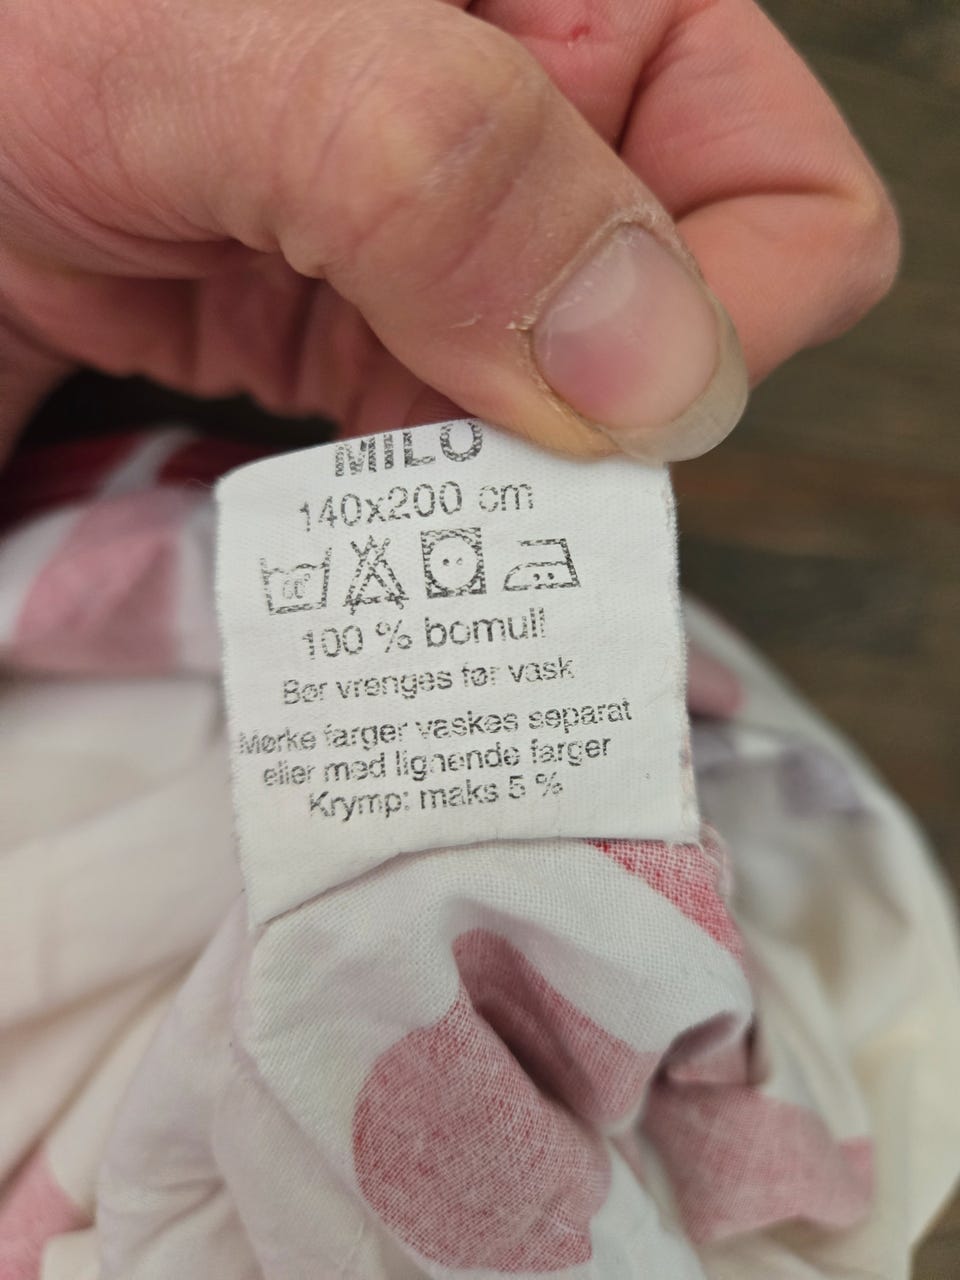 MILO
140x200 cm
60°
100 % bomull
Bør vrenges før vask
Mørke farger vaskes separat
eller med lignende farger
Krymp: maks 5 %